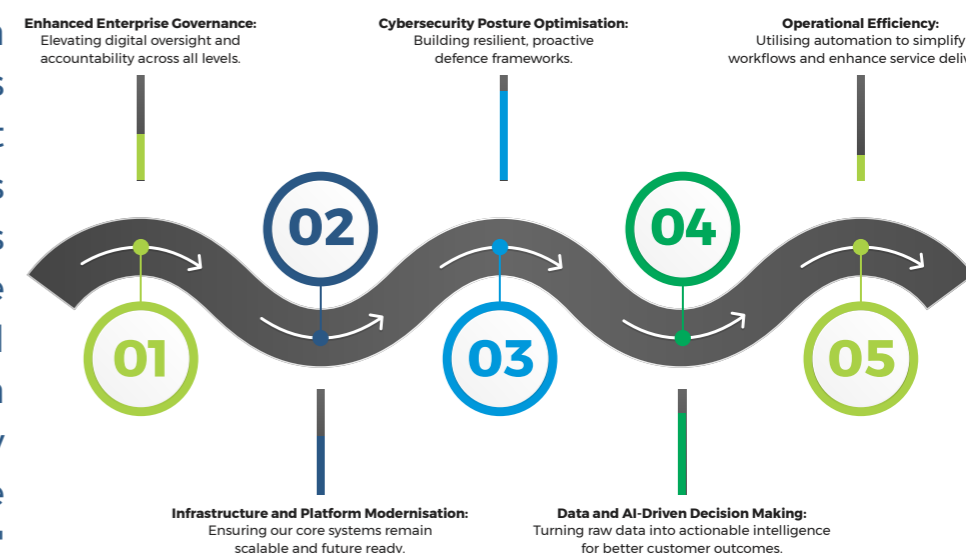 Enhanced Enterprise Governance:
Elevating digital oversight and
accountability across all levels.
Cybersecurity Posture Optimisation:
Building resilient, proactive
defence frameworks.
Operational Efficiency:
Utilising automation to simplify
workflows and enhance service
02
04
01
03
05
Infrastructure and Platform Modernisation:
Ensuring our core systems remain
scalable and future ready.
Data and AI-Driven Decision Making:
Turning raw data into actionable intelligence
for better customer outcomes.